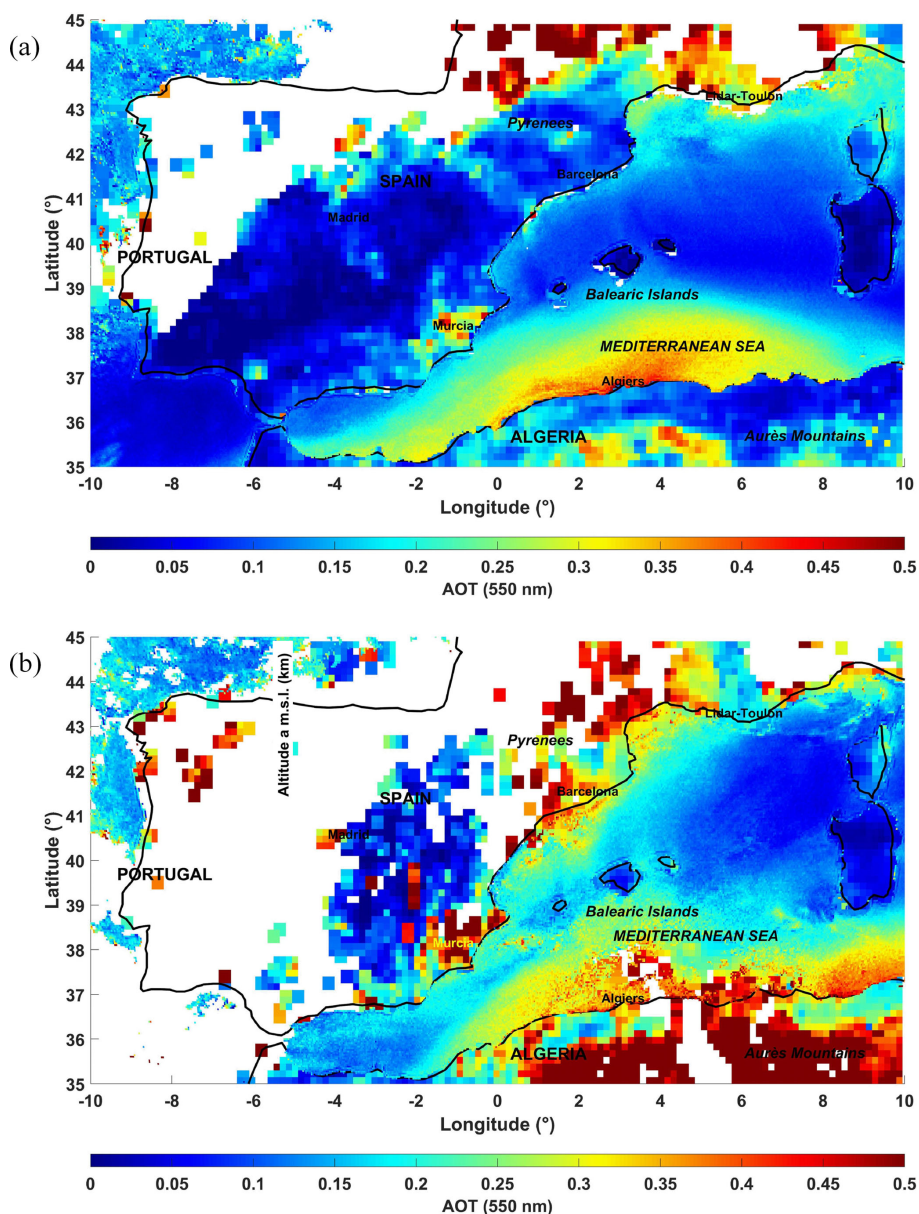 (a)
45
44
43
42
41
40
39
38
37
36
35
Latitude (°)
Lidar-Toulon
Pyrenees
Barcelona
SPAIN
Madrid
PORTUGAL
Balearic Islands
Murcia
MEDITERRANEAN SEA
Algiers
ALGERIA
Aurès Mountains
-10 -8 -6 -4 -2 0 2 4 6 8 10
Longitude (°)
0 0.05 0.1 0.15 0.2 0.25 0.3 0.35 0.4 0.45 0.5
AOT (550 nm)
(b)
45
44
43
42
41
40
39
38
37
36
35
Latitude (°)
Altitude a m.s.l. (km)
Lidar-Toulon
Pyrenees
Barcelona
SPAIN
Madrid
PORTUGAL
Balearic Islands
MEDITERRANEAN SEA
Murcia
Algiers
ALGERIA
Aurès Mountains
-10 -8 -6 -4 -2 0 2 4 6 8 10
Longitude (°)
0 0.05 0.1 0.15 0.2 0.25 0.3 0.35 0.4 0.45 0.5
AOT (550 nm)